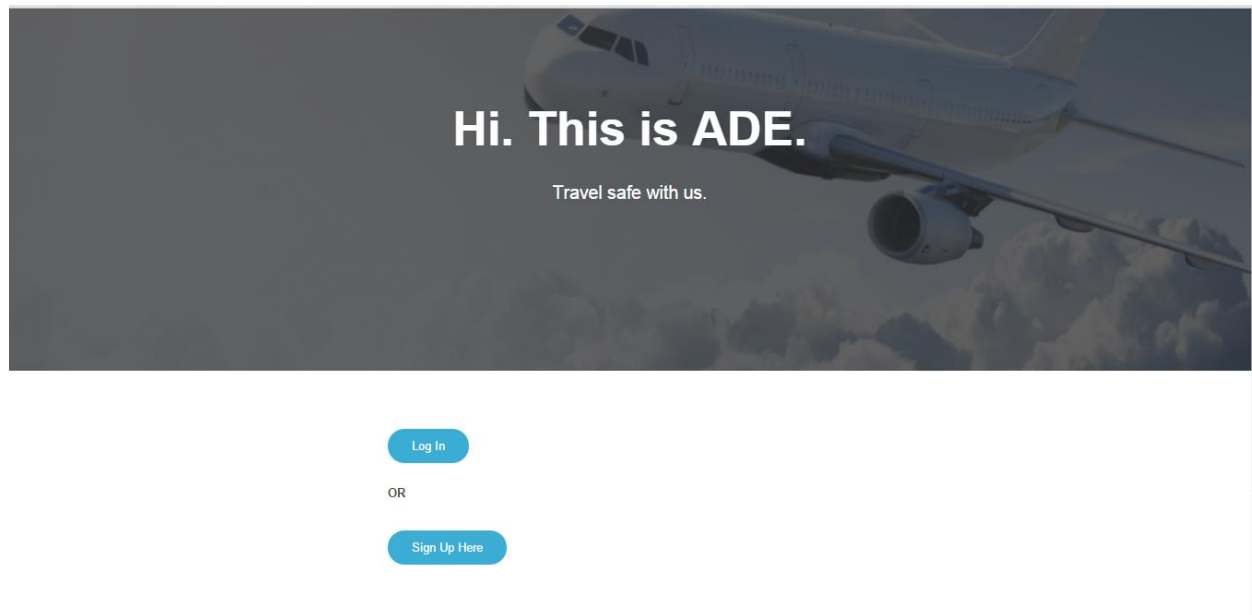 Hi. This is ADE.
Travel safe with us.
Log In
OR
Sign Up Here